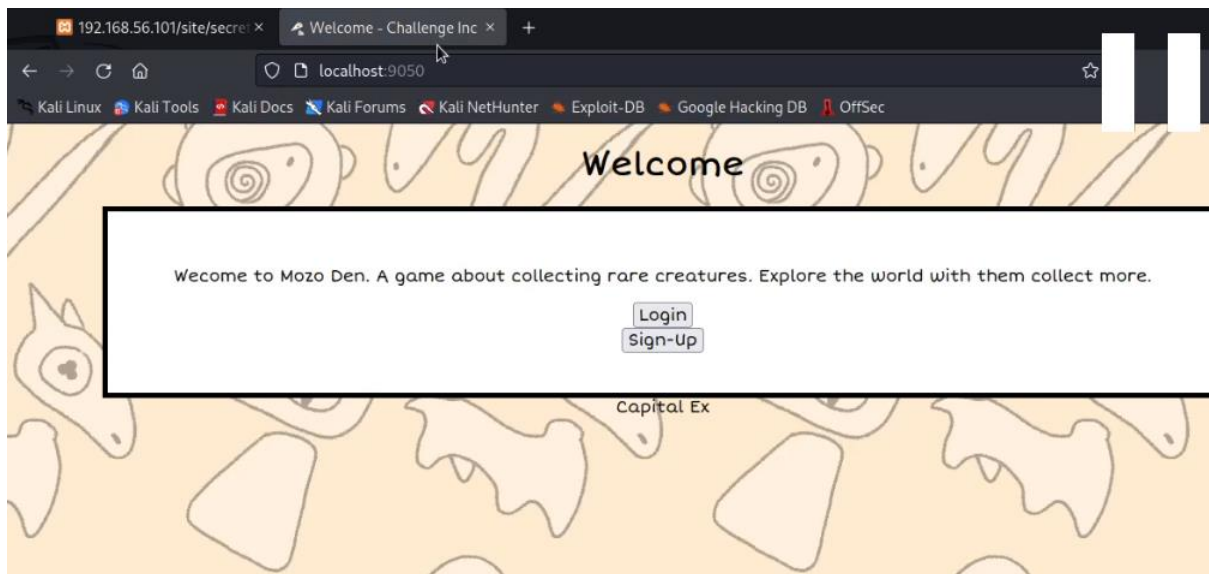 192.168.56.101/site/secret
Welcome - Challenge Inc
localhost:9050
Kali Linux Kali Tools Kali Docs Kali Forums Kali NetHunter Exploit-DB Google Hacking DB OffSec
Welcome
Wecome to Mozo Den. A game about collecting rare creatures. Explore the world with them collect more.
Login
Sign-Up
Capital Ex